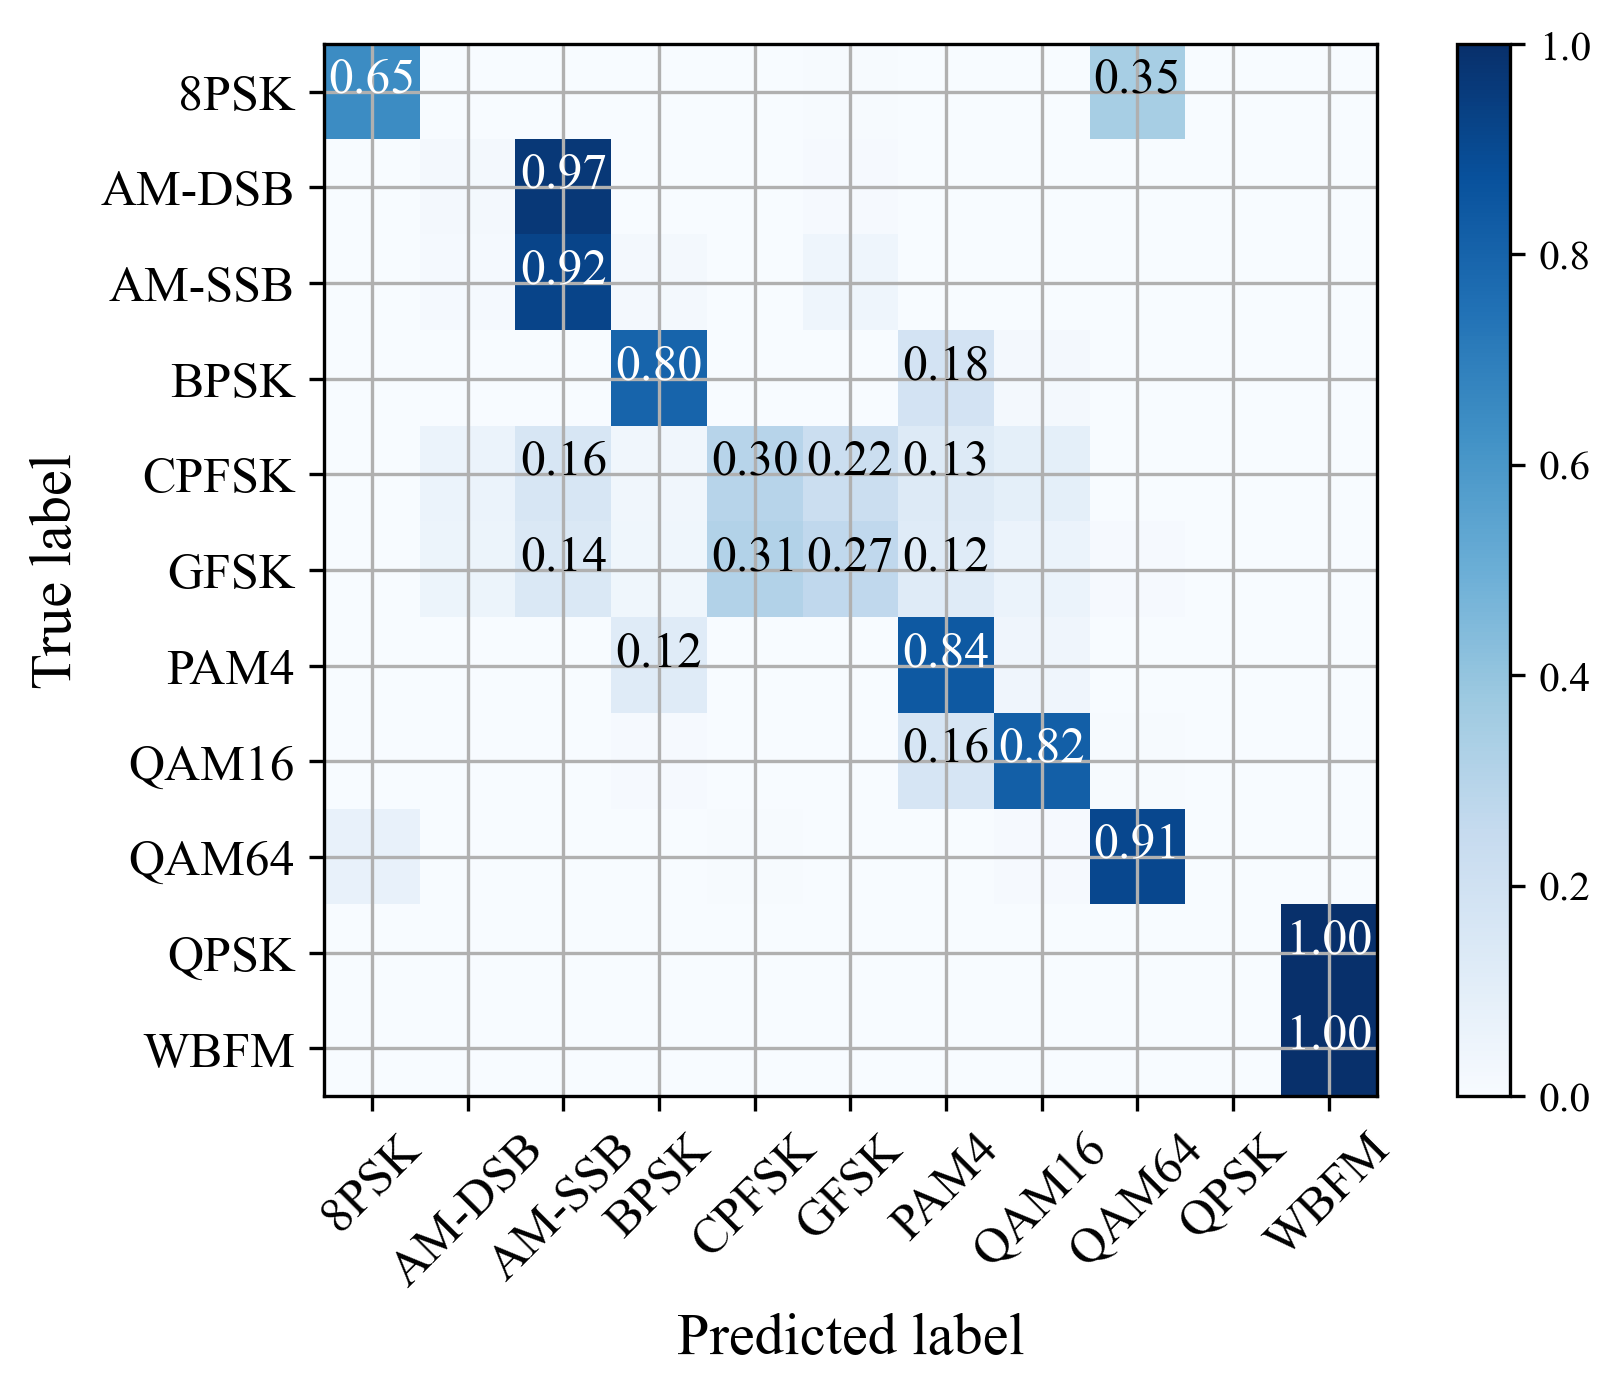 8PSK 0.65 0.35
AM-DSB 0.97
AM-SSB 0.92
BPSK 0.80 0.18
CPFSK 0.16 0.30 0.22 0.13
GFSK 0.14 0.31 0.27 0.12
PAM4 0.12 0.84
QAM16 0.16 0.82
QAM64 0.91
QPSK 1.00
WBFM 1.00
True label
8PSK AM-DSB AM-SSB BPSK CPFSK GFSK PAM4 QAM16 QAM64 QPSK WBFM
Predicted label
1.0
0.8
0.6
0.4
0.2
0.0